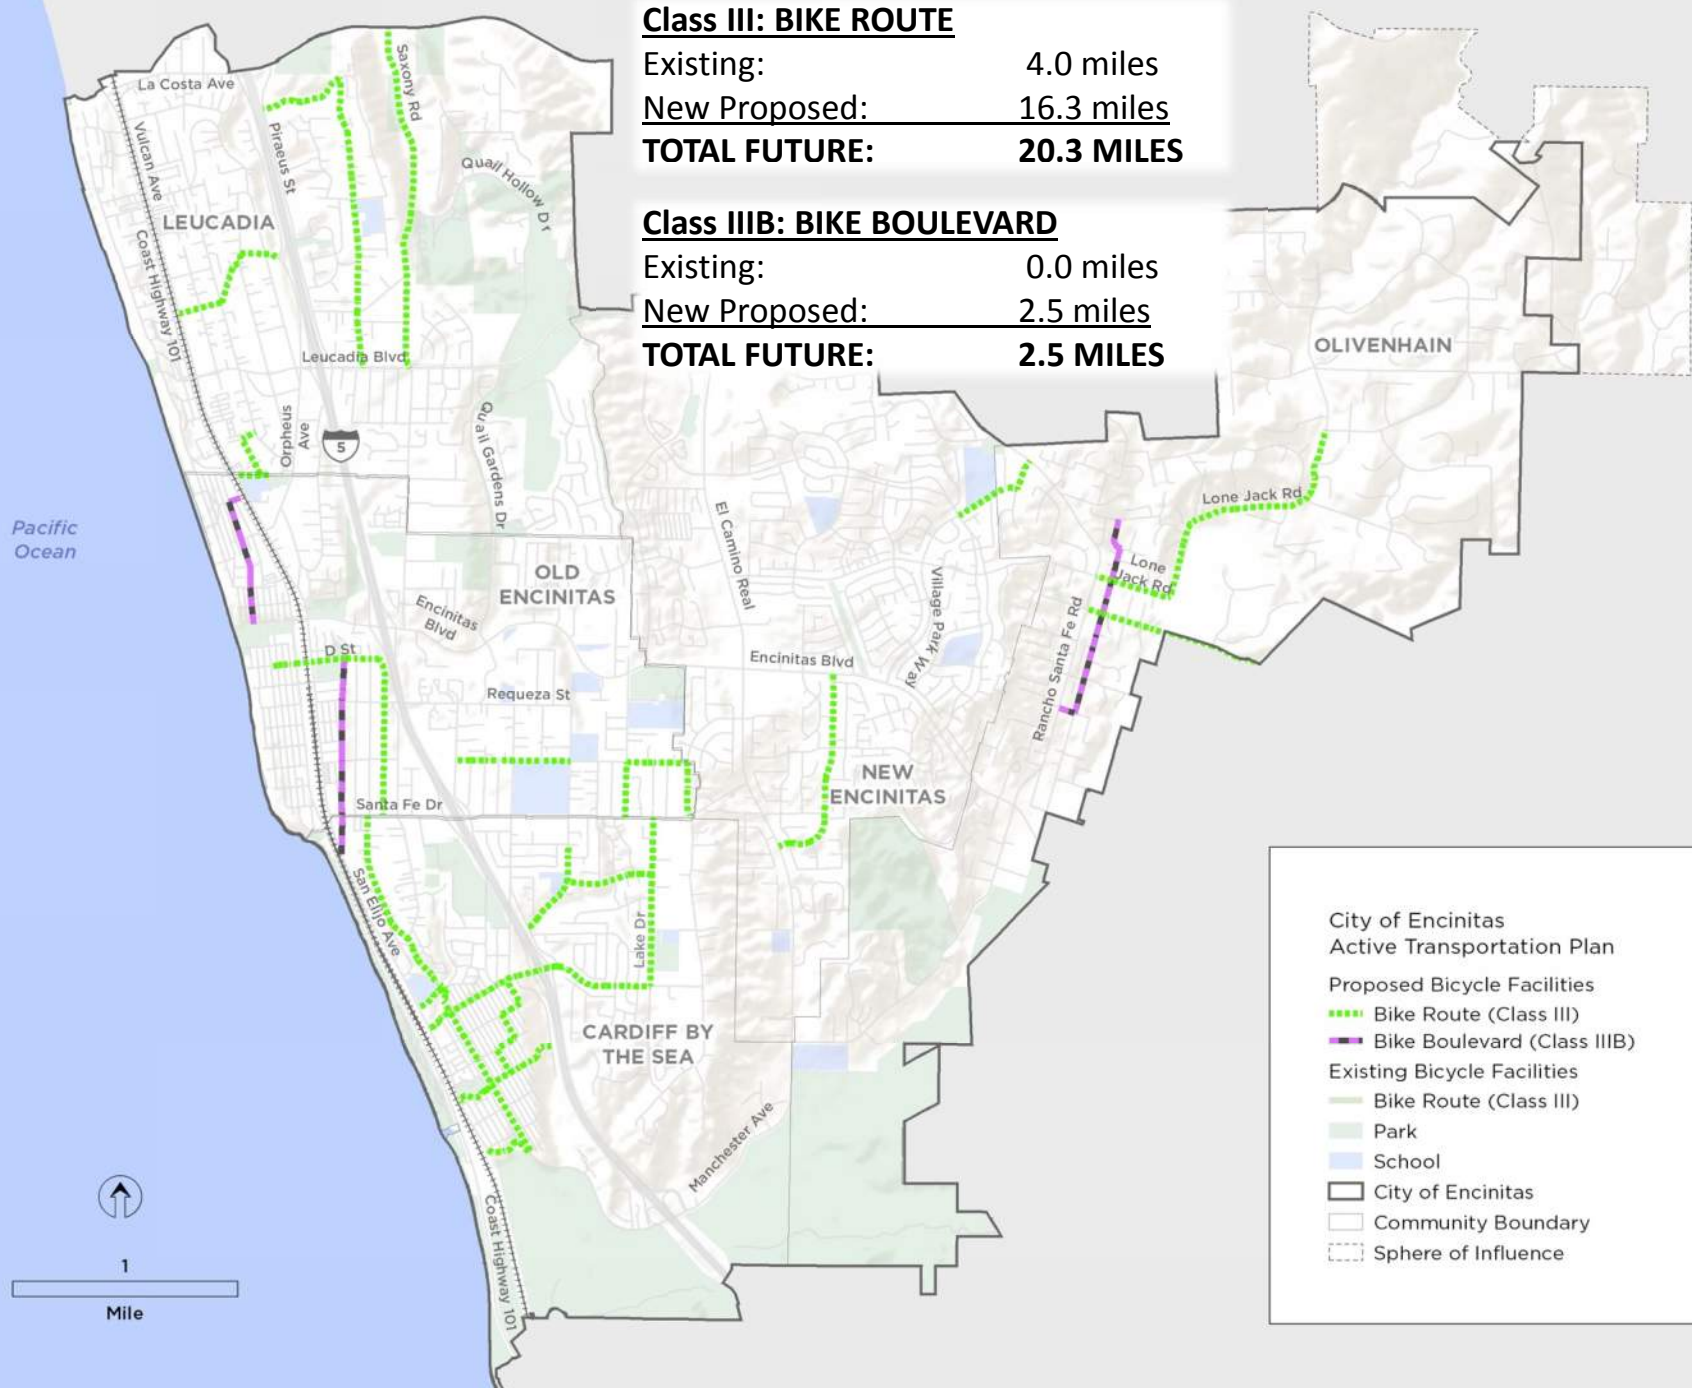 Class III: BIKE ROUTE
Existing: 4.0 miles
New Proposed: 16.3 miles
TOTAL FUTURE: 20.3 MILES
Class IIIB: BIKE BOULEVARD
Existing: 0.0 miles
New Proposed: 2.5 miles
TOTAL FUTURE: 2.5 MILES
La Costa Ave
Saxony Rd
Vulcan Ave
Piraeus St
Quail Hollow Dr
LEUCADIA
Coast Highway 101
Leucadia Blvd
OLIVENHAIN
Orpheus
Ave
5
Quail Gardens Dr
Lone Jack Rd
El Camino Real
Pacific
Ocean
OLD
ENCINITAS
Lone
Jack Rd
Village Park Way
Encinitas
Blvd
Rancho Santa Fe Rd
D St
Encinitas Blvd
Requeza St
NEW
ENCINITAS
Santa Fe Dr
San Elijo Ave
Lake Dr
CARDIFF BY
THE SEA
Manchester Ave
Coast Highway 101
1
Mile
City of Encinitas
Active Transportation Plan
Proposed Bicycle Facilities
Bike Route (Class III)
Bike Boulevard (Class IIIB)
Existing Bicycle Facilities
Bike Route (Class III)
Park
School
City of Encinitas
Community Boundary
Sphere of Influence